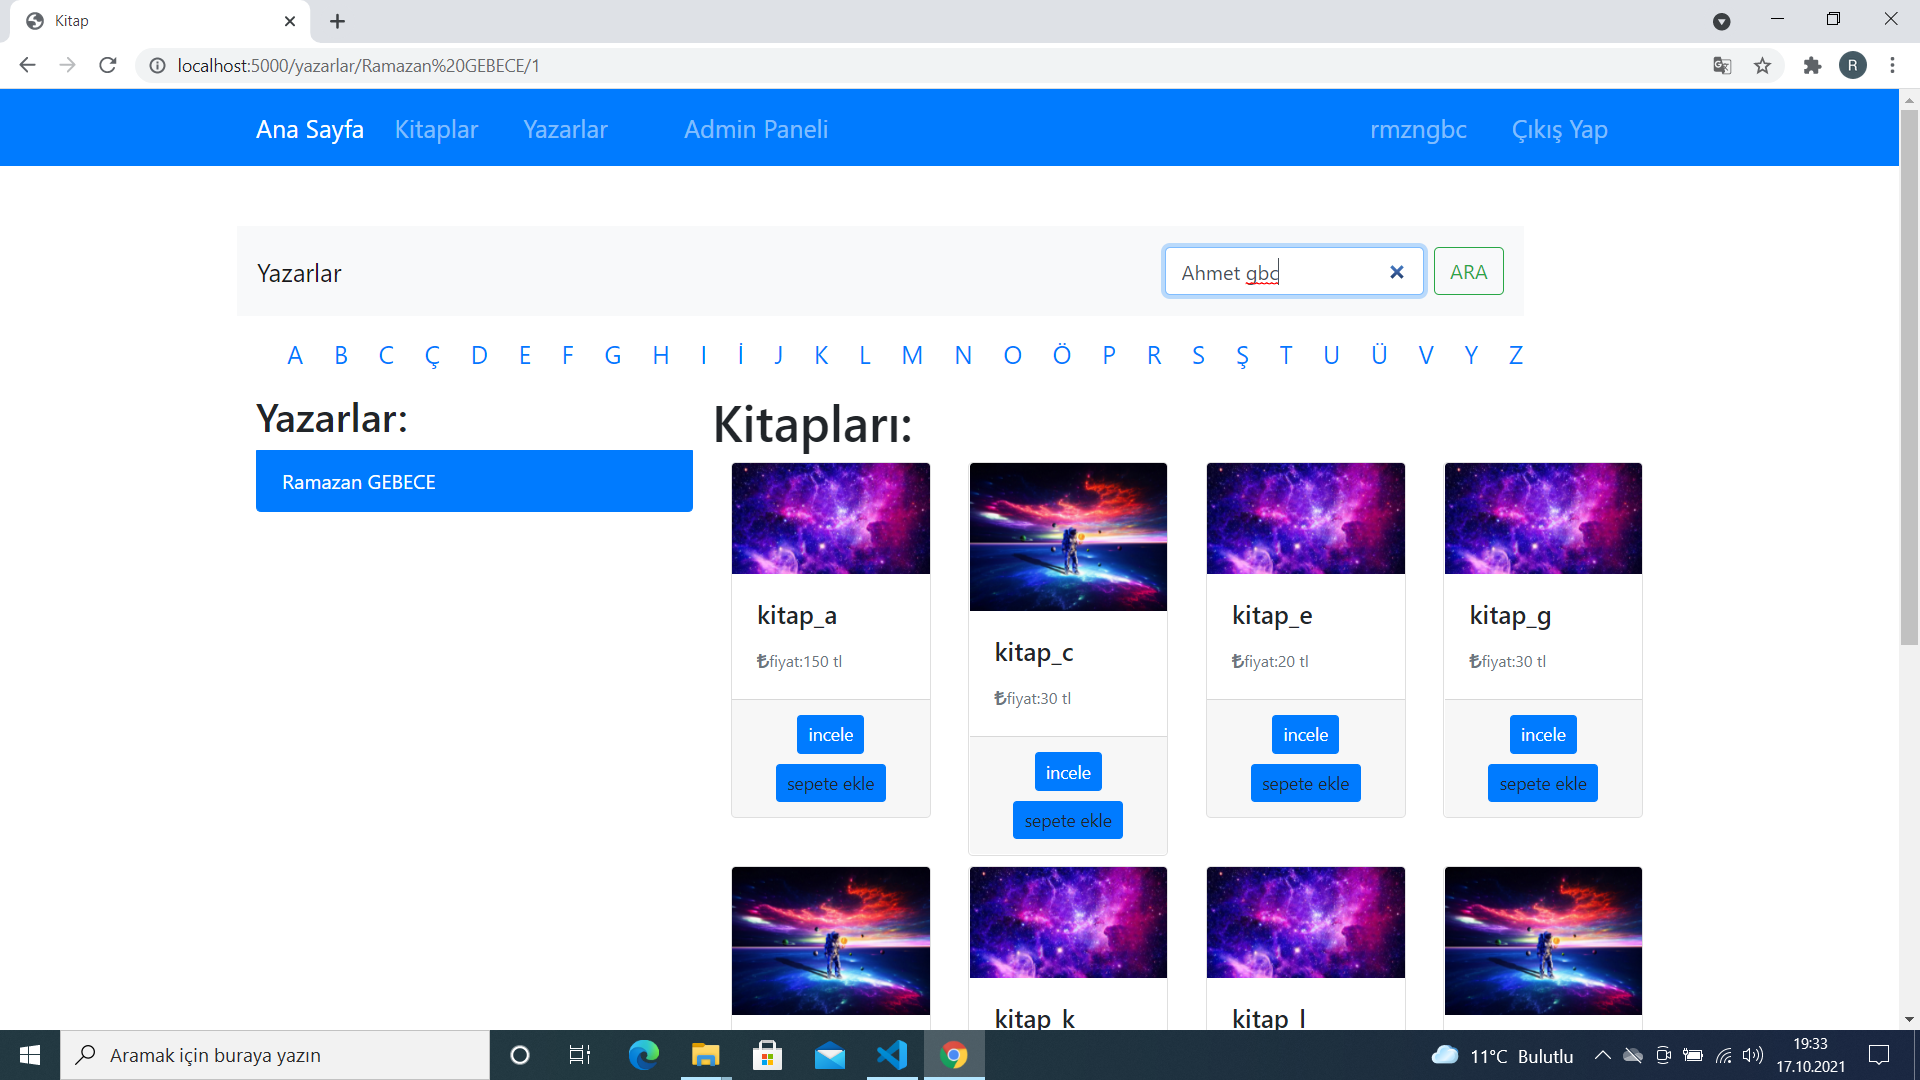 Kitap
localhost:5000/yazarlar/Ramazan%20GEBECE/1
R
Ana Sayfa Kitaplar Yazarlar Admin Paneli rmzngbc Çıkış Yap
Yazarlar Ahmet gbc ARA
A B C Ç D E F G H I İ J K L M N O Ö P R S Ş T U Ü V Y Z
Yazarlar:
Ramazan GEBECE
Kitapları:
kitap_a
₺fiyat:150 tl
incele
sepete ekle
kitap_c
₺fiyat:30 tl
incele
sepete ekle
kitap_e
₺fiyat:20 tl
incele
sepete ekle
kitap_g
₺fiyat:30 tl
incele
sepete ekle
kitap_k
kitap_l
Aramak için buraya yazın
11°C Bulutlu
19:33
17.10.2021